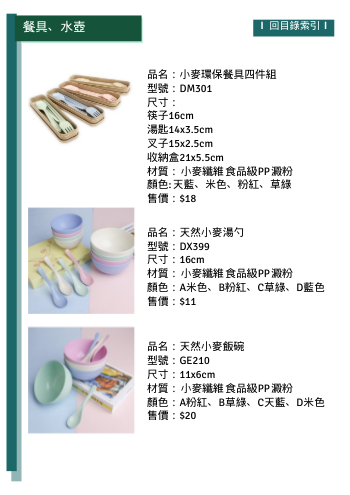 餐具、水壺
回目錄索引
品名：小麥環保餐具四件組
型號：DM301
尺寸：
筷子16cm
湯匙14x3.5cm
叉子15x2.5cm
收納盒21x5.5cm
材質： 小麥纖維 食品級PP 澱粉
顏色: 天藍、米色、粉紅、草綠
售價：$18
品名：天然小麥湯勺
型號：DX399
尺寸：16cm
材質： 小麥纖維 食品級PP 澱粉
顏色：A米色、B粉紅、C草綠、D藍色
售價：$11
品名：天然小麥飯碗
型號：GE210
尺寸：11x6cm
材質： 小麥纖維 食品級PP 澱粉
顏色：A粉紅、B草綠、C天藍、D米色
售價：$20